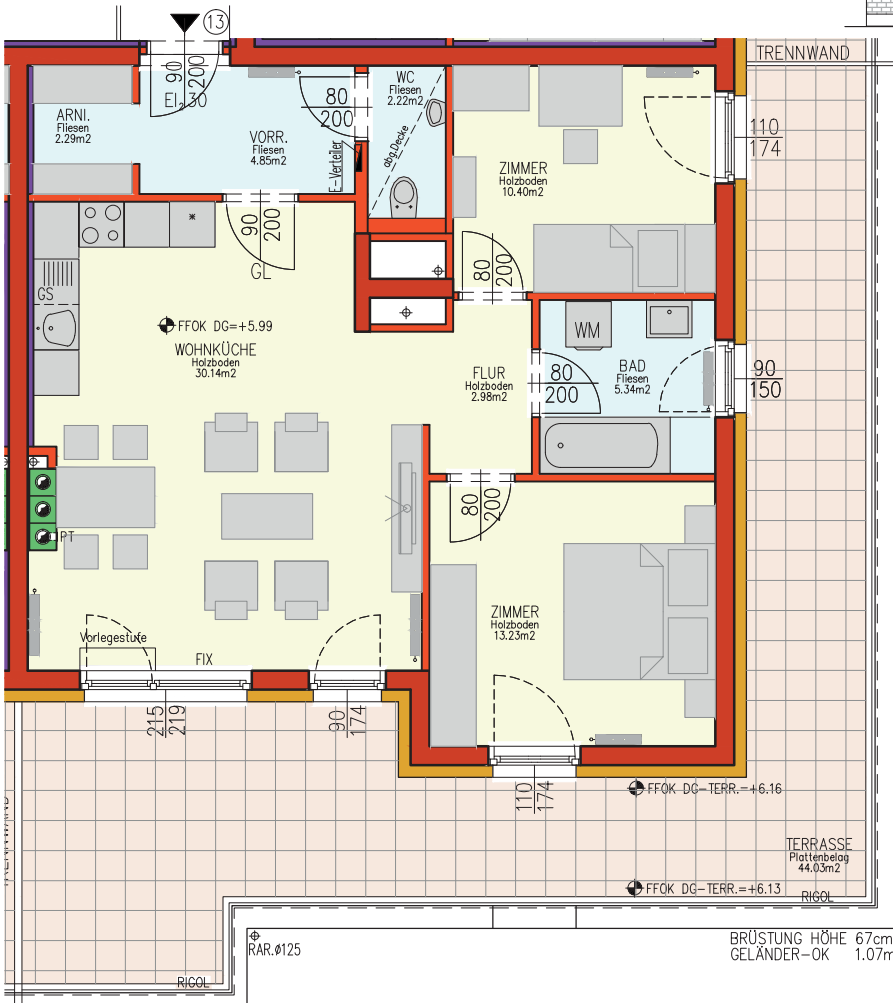 13
TRENNWAND
90
200
EI₂30
ARNI.
Fliesen
2.29m2
VORR.
Fliesen
4.85m2
80
200
E-Verteiler
WC
Fliesen
2.22m2
abg.Decke
ZIMMER
Holzboden
10.40m2
110
174
90
200
GL
80
200
GS
FFOK DG=+5.99
WOHNKÜCHE
Holzboden
30.14m2
FLUR
Holzboden
2.98m2
WM
80
200
BAD
Fliesen
5.34m2
90
150
80
200
PT
ZIMMER
Holzboden
13.23m2
Vorlegestufe
FIX
215
219
90
174
110
174
FFOK DG-TERR.=+6.16
TRENNWAND
TERRASSE
Plattenbelag
44.03m2
FFOK DG-TERR.=+6.13
RIGOL
RAR.ø125
BRÜSTUNG HÖHE 67cm
GELÄNDER-OK 1.07m
RIGOL